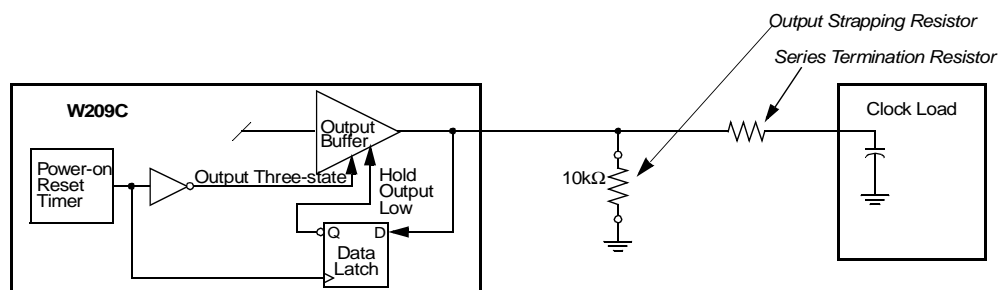 Output Strapping Resistor
Series Termination Resistor
W209C
Clock Load
Output
Buffer
Power-on
Reset
Timer
Output Three-state
Hold
Output
Low
10kΩ
Q
D
Data
Latch